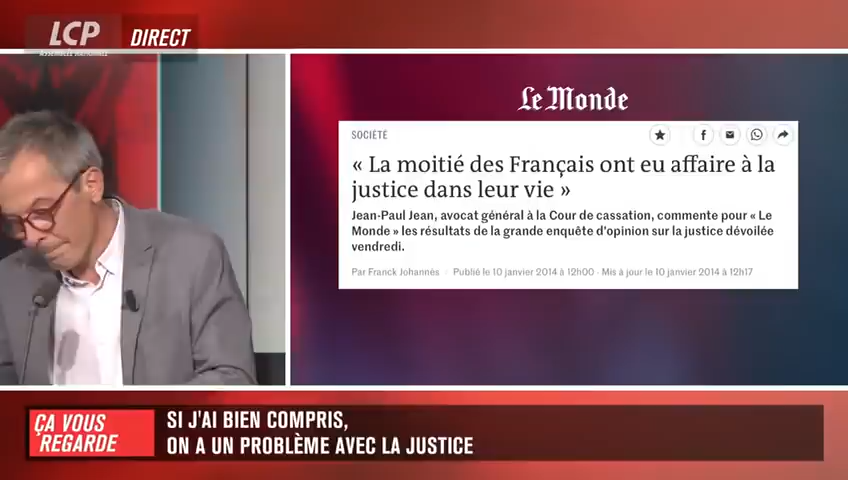 LCP
DIRECT
ASSEMBLÉE NATIONALE
Le Monde
SOCIÉTÉ
« La moitié des Français ont eu affaire à la
justice dans leur vie »
Jean-Paul Jean, avocat général à la Cour de cassation, commente pour « Le
Monde » les résultats de la grande enquête d'opinion sur la justice dévoilée
vendredi.
Par Franck Johannès / Publié le 10 janvier 2014 à 12h00 - Mis à jour le 10 janvier 2014 à 12h17
ÇA VOUS
REGARDE
SI J'AI BIEN COMPRIS,
ON A UN PROBLÈME AVEC LA JUSTICE